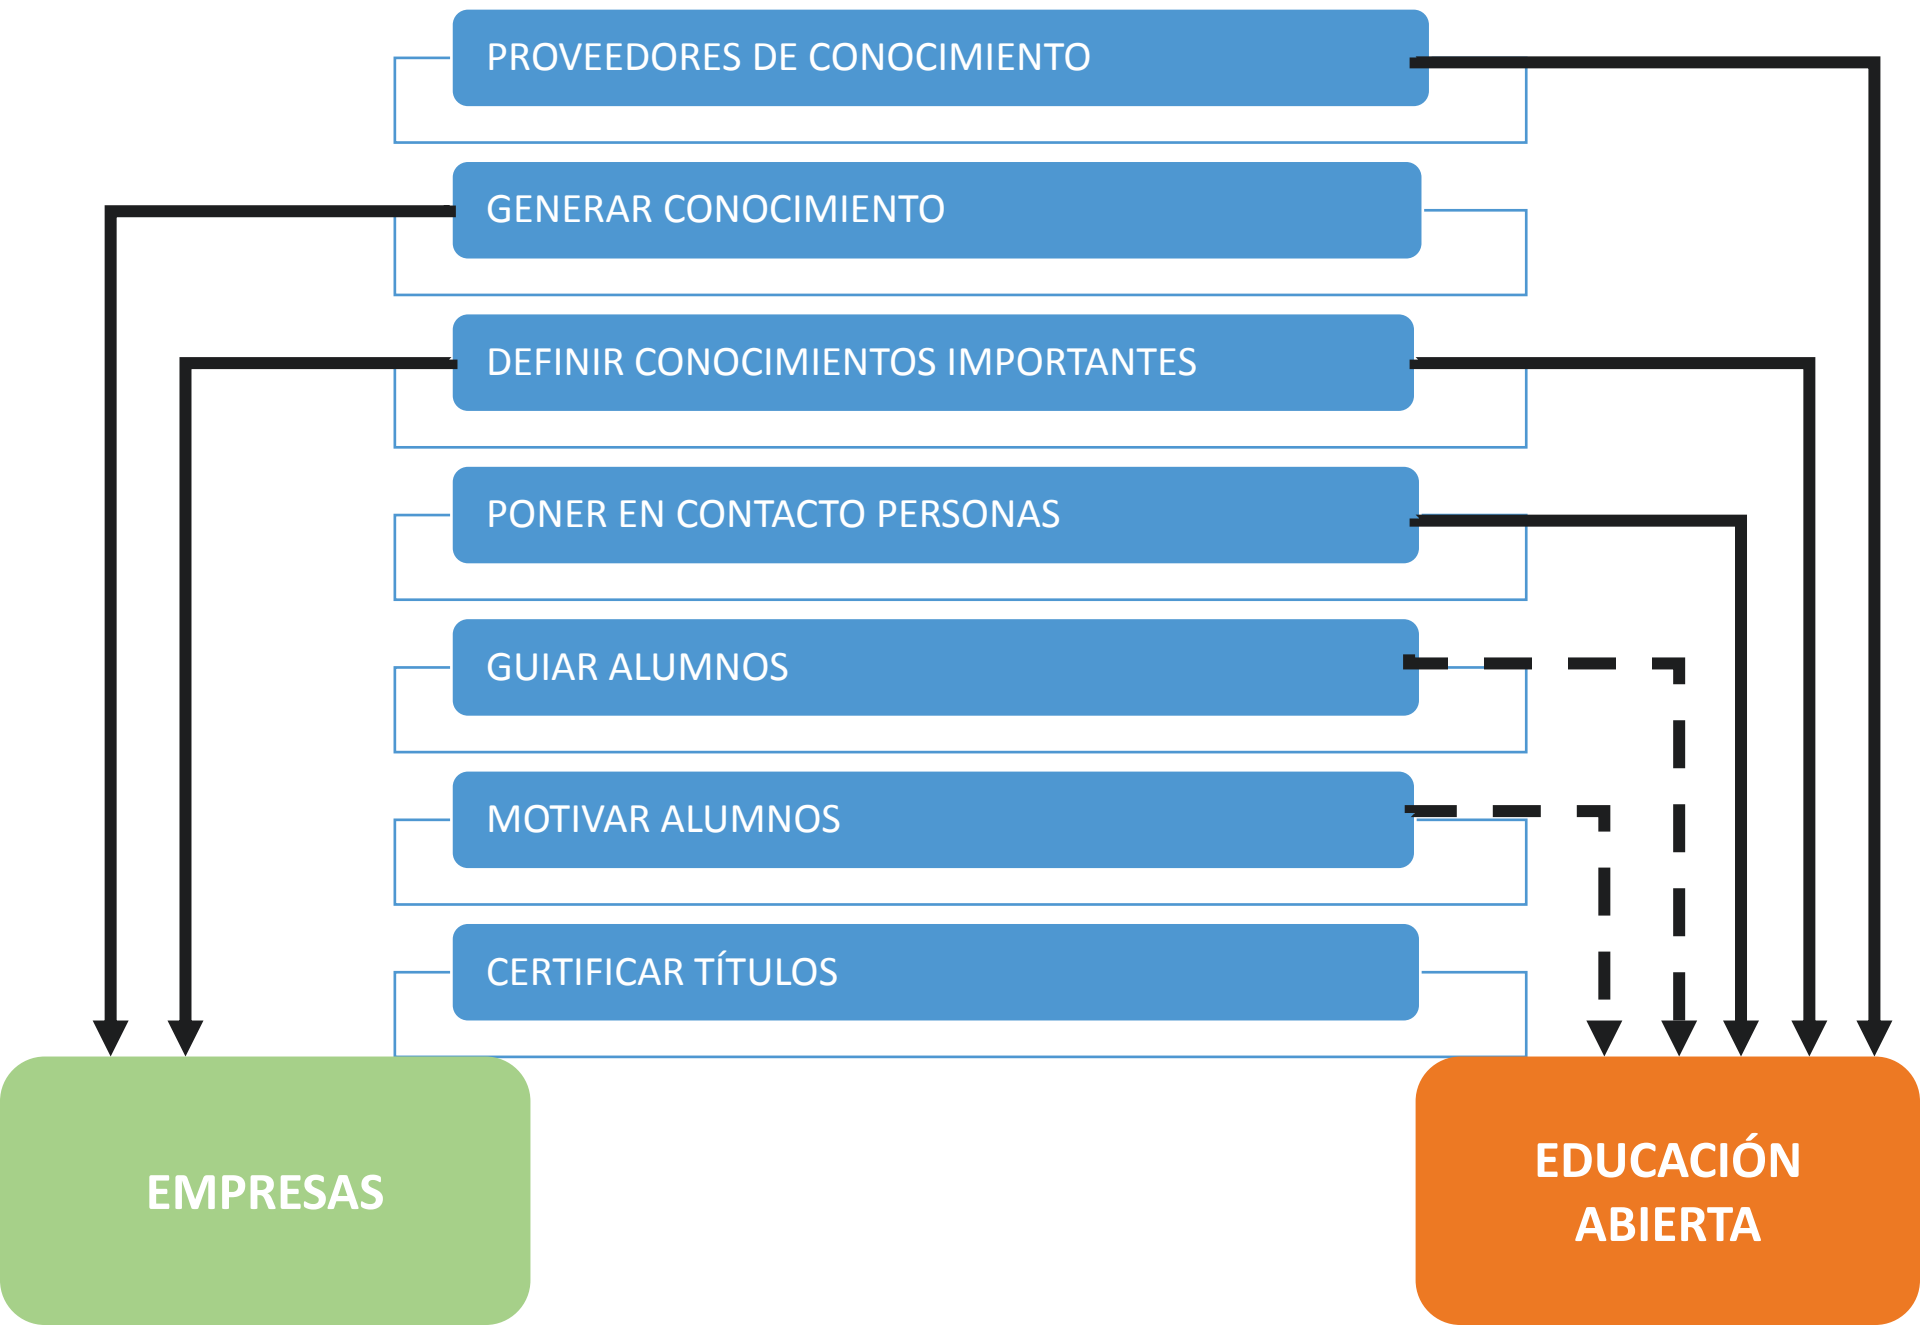 PROVEEDORES DE CONOCIMIENTO
GENERAR CONOCIMIENTO
DEFINIR CONOCIMIENTOS IMPORTANTES
PONER EN CONTACTO PERSONAS
GUIAR ALUMNOS
MOTIVAR ALUMNOS
CERTIFICAR TÍTULOS
EMPRESAS
EDUCACIÓN
ABIERTA